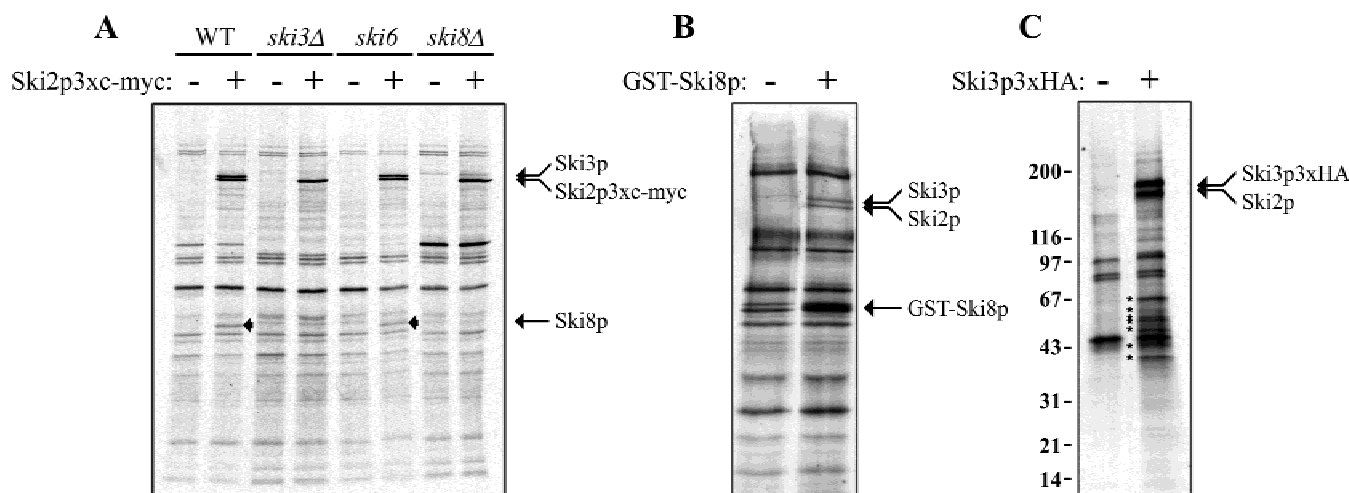 A
WT ski3Δ ski6 ski8Δ
Ski2p3xc-myc: - + - + - + - +
Ski3p
Ski2p3xc-myc
Ski8p
B
GST-Ski8p: - +
Ski3p
Ski2p
GST-Ski8p
C
Ski3p3xHA: - +
200-
116-
97-
67-
43-
31-
21-
14-
* * * * * *
Ski3p3xHA
Ski2p